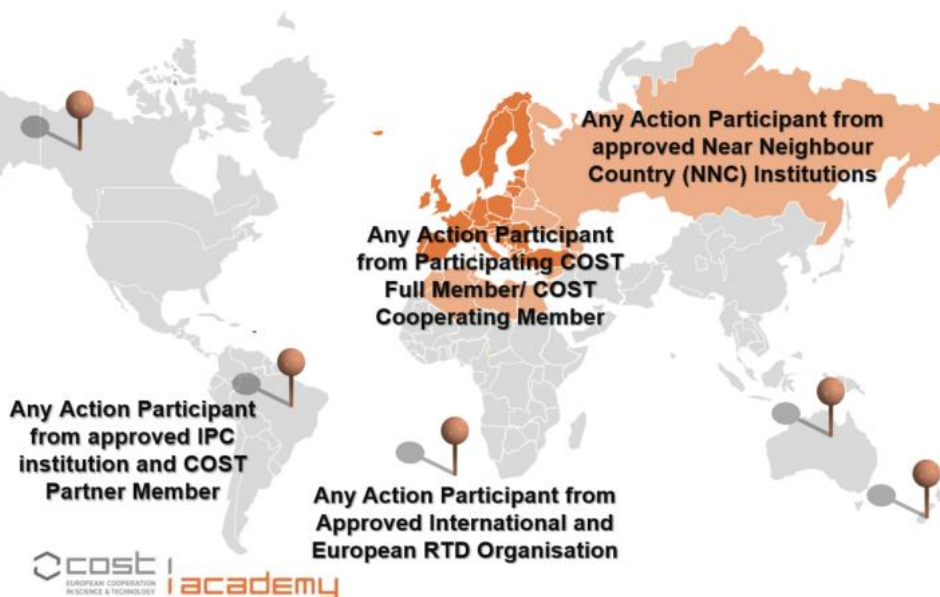 Any Action Participant from
approved Near Neighbour
Country (NNC) Institutions
Any Action Participant
from Participating COST
Full Member/ COST
Cooperating Member
Any Action Participant
from approved IPC
institution and COST
Partner Member
Any Action Participant from
Approved International and
European RTD Organisation
cost
EUROPEAN COOPERATION
IN SCIENCE & TECHNOLOGY
academy